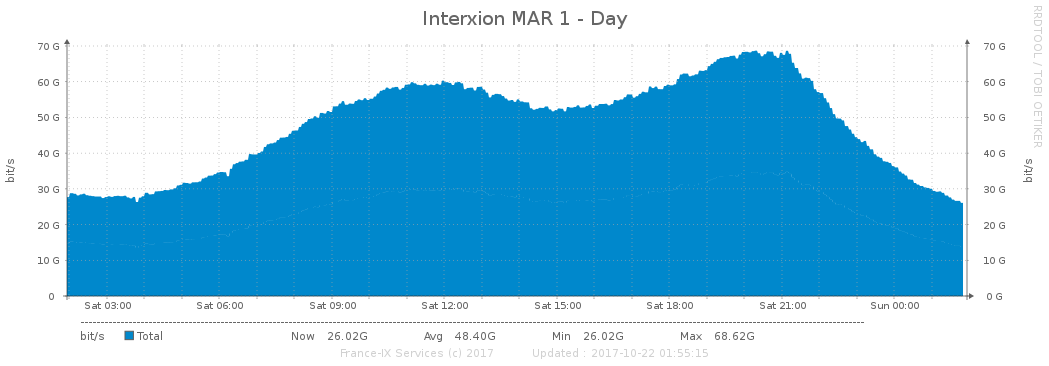 Interxion MAR 1 - Day
RRDTOOL / TOBI OETIKER
70 G 70 G
60 G 60 G
50 G 50 G
40 G 40 G
30 G 30 G
20 G 20 G
10 G 10 G
0 0 G
bit/s bit/s
Sat 03:00 Sat 06:00 Sat 09:00 Sat 12:00 Sat 15:00 Sat 18:00 Sat 21:00 Sun 00:00
bit/s Total Now 26.02G Avg 48.40G Min 26.02G Max 68.62G
France-IX Services (c) 2017 Updated : 2017-10-22 01:55:15